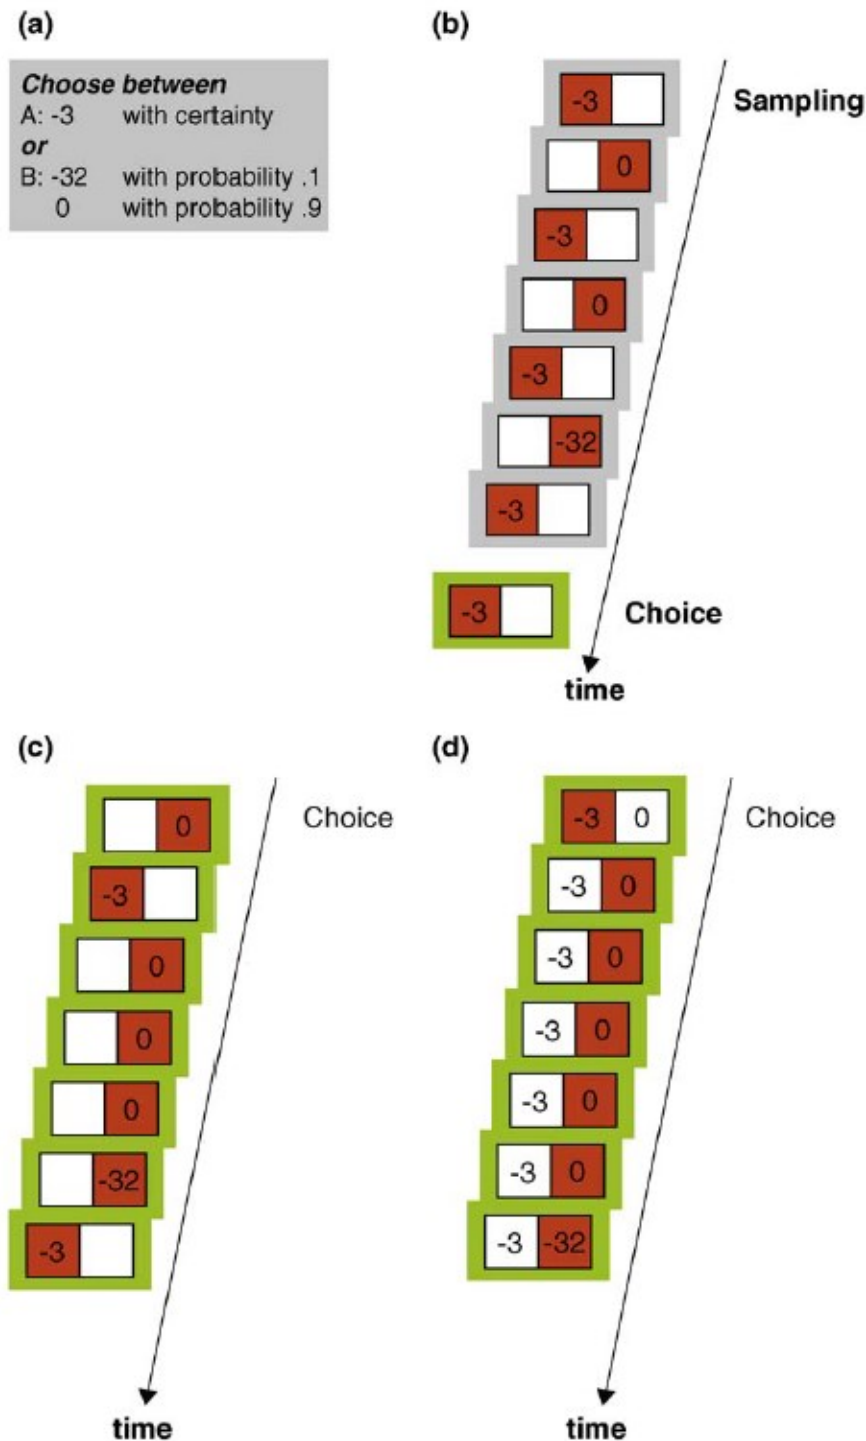 (a)
Choose between
A: -3 with certainty
or
B: -32 with probability .1
0 with probability .9
(b)
Sampling
-3
0
-3
0
-3
-32
-3
-3
Choice
time
(c)
Choice
0
-3
0
0
0
-32
-3
time
(d)
Choice
-3 0
-3 0
-3 0
-3 0
-3 0
-3 0
-3 -32
time